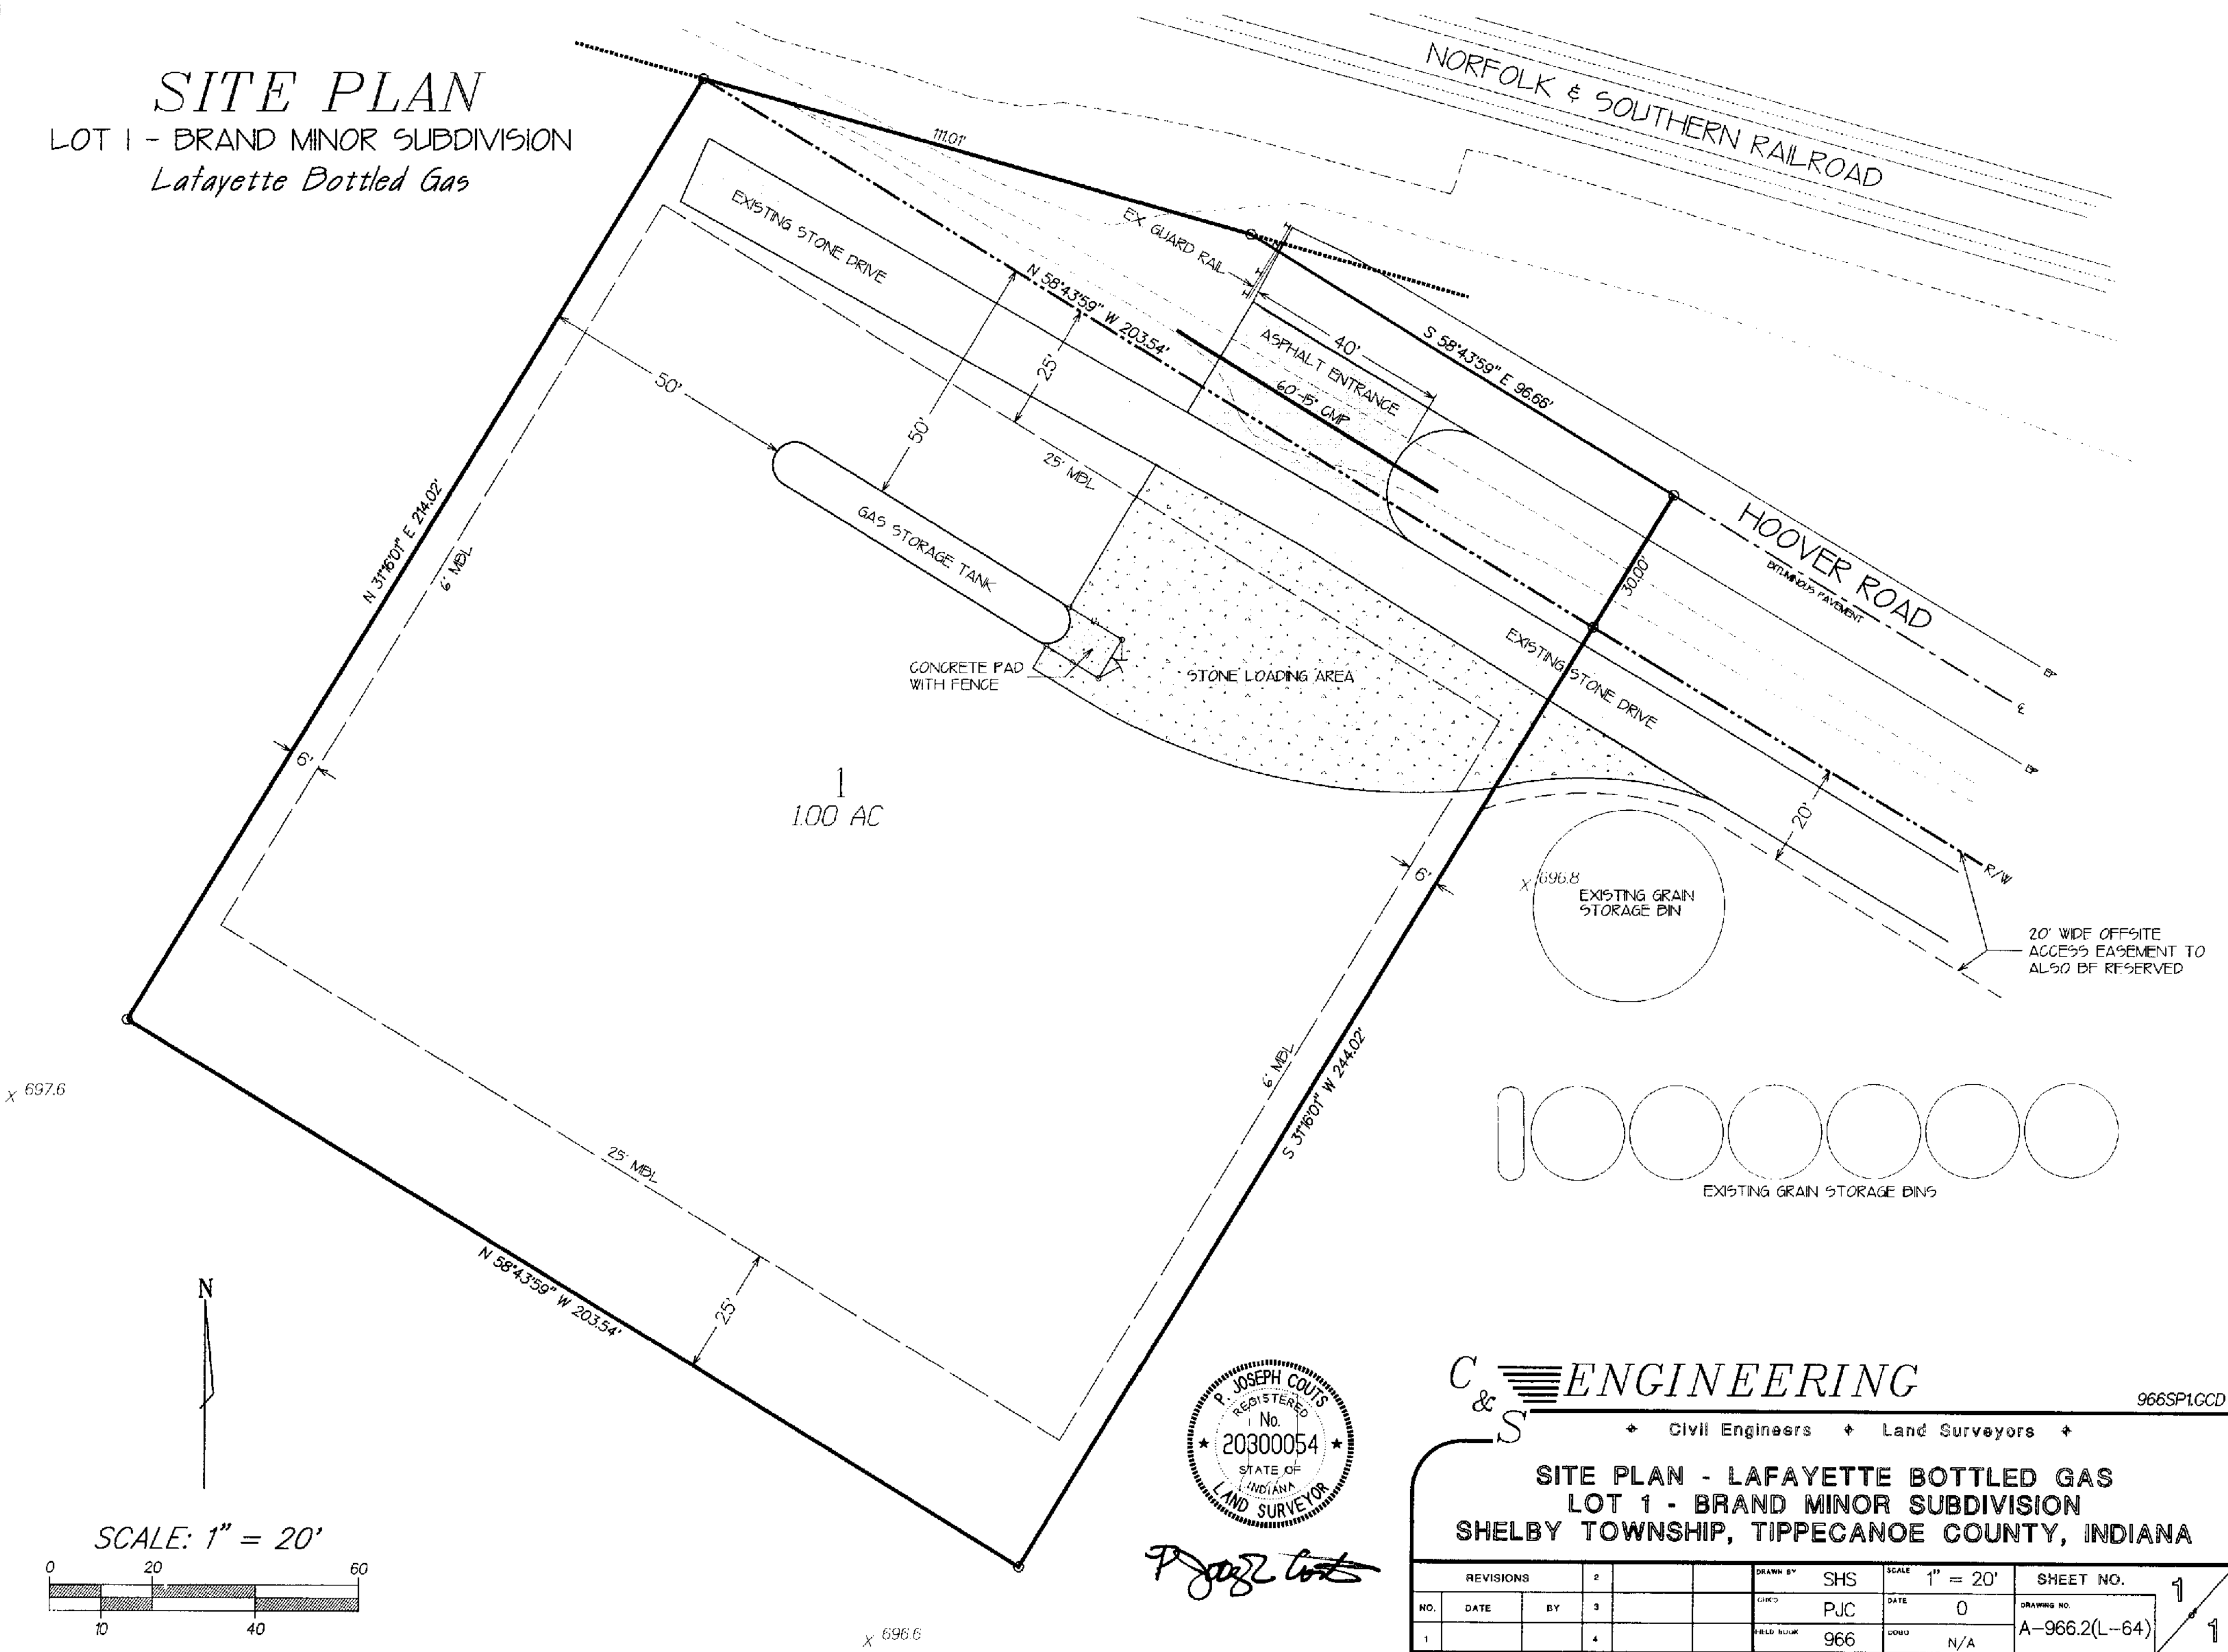 SITE PLAN
LOT 1 - BRAND MINOR SUBDIVISION
Lafayette Bottled Gas
NORFOLK & SOUTHERN RAILROAD
111.01'
EX. GUARD RAIL
EXISTING STONE DRIVE
N 58°43'59" W 203.54'
40'
ASPHALT ENTRANCE
60'-15" CMP
S 58°43'59" E 96.66'
50'
50'
25'
25' MBL
GAS STORAGE TANK
N 31°16'01" E 214.02'
6' MBL
HOOVER ROAD
BITUMINOUS PAVEMENT
30.00'
EXISTING STONE DRIVE
EP
EP
CONCRETE PAD
WITH FENCE
STONE LOADING AREA
6'
1
1.00 AC
20'
R/W
6'
X 696.8
EXISTING GRAIN
STORAGE BIN
20' WIDE OFFSITE
ACCESS EASEMENT TO
ALSO BE RESERVED
6' MBL
S 31°16'01" W 244.02'
X 697.6
25' MBL
EXISTING GRAIN STORAGE BINS
N 58°43'59" W 203.54'
25'
N
SCALE: 1" = 20'
0 20 60
10 40
X 696.6
P. JOSEPH COUTS
REGISTERED
No.
20300054
STATE OF
INDIANA
LAND SURVEYOR
C & S ENGINEERING
966SP1.GCD
Civil Engineers Land Surveyors
SITE PLAN - LAFAYETTE BOTTLED GAS
LOT 1 - BRAND MINOR SUBDIVISION
SHELBY TOWNSHIP, TIPPECANOE COUNTY, INDIANA
REVISIONS 2 DRAWN BY SHS SCALE 1" = 20' SHEET NO. 1/1
NO. DATE BY 3 CHK'D PJC DATE 0 DRAWING NO.
1 4 FIELD BOOK 966 N/A A-966.2(L-64)